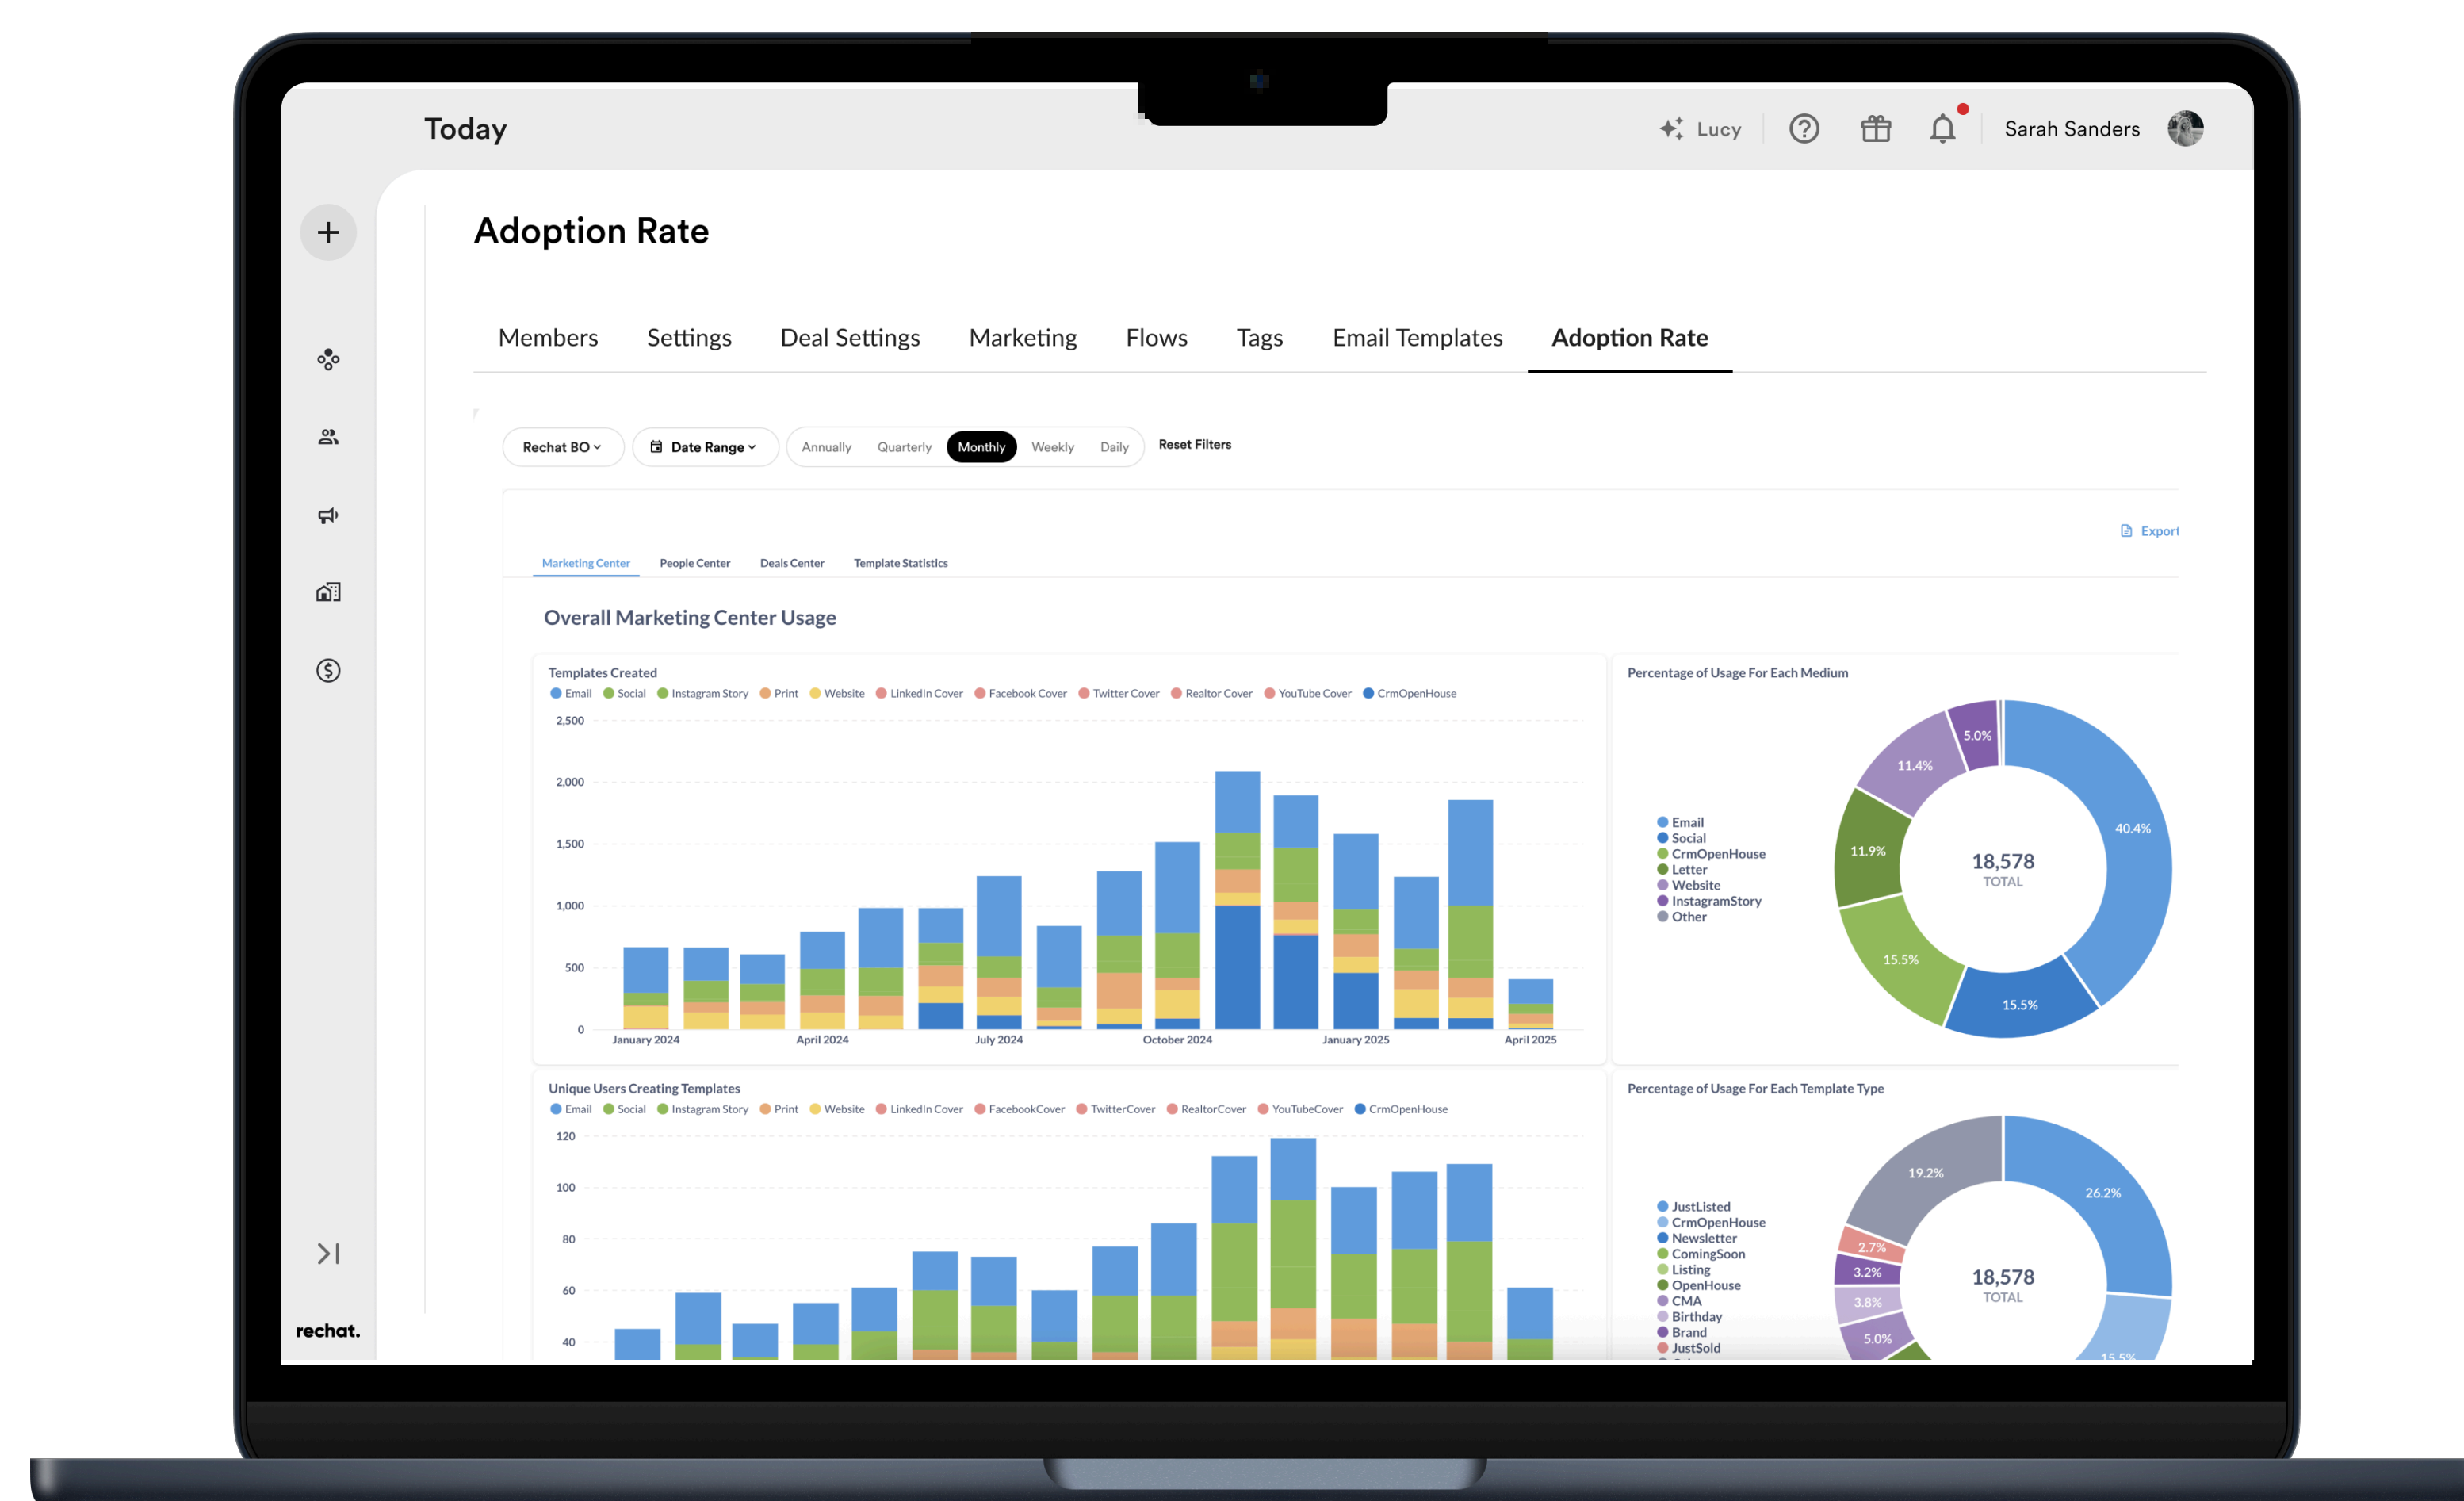 Today
Lucy
Sarah Sanders
Adoption Rate
Members Settings Deal Settings Marketing Flows Tags Email Templates Adoption Rate
Rechat BO Date Range Annually Quarterly Monthly Weekly Daily Reset Filters
Export
Marketing Center People Center Deals Center Template Statistics
Overall Marketing Center Usage
Templates Created
Email Social Instagram Story Print Website LinkedIn Cover Facebook Cover Twitter Cover Realtor Cover YouTube Cover CrmOpenHouse
2,500
2,000
1,500
1,000
500
0
January 2024 April 2024 July 2024 October 2024 January 2025 April 2025
Percentage of Usage For Each Medium
Email
Social
CrmOpenHouse
Letter
Website
InstagramStory
Other
5.0%
11.4%
40.4%
11.9%
18,578
TOTAL
15.5%
15.5%
Unique Users Creating Templates
Email Social Instagram Story Print Website LinkedIn Cover FacebookCover TwitterCover RealtorCover YouTubeCover CrmOpenHouse
120
100
80
60
40
Percentage of Usage For Each Template Type
JustListed
CrmOpenHouse
Newsletter
ComingSoon
Listing
OpenHouse
CMA
Birthday
Brand
JustSold
19.2%
26.2%
2.7%
3.2%
18,578
TOTAL
3.8%
5.0%
15.5%
rechat.